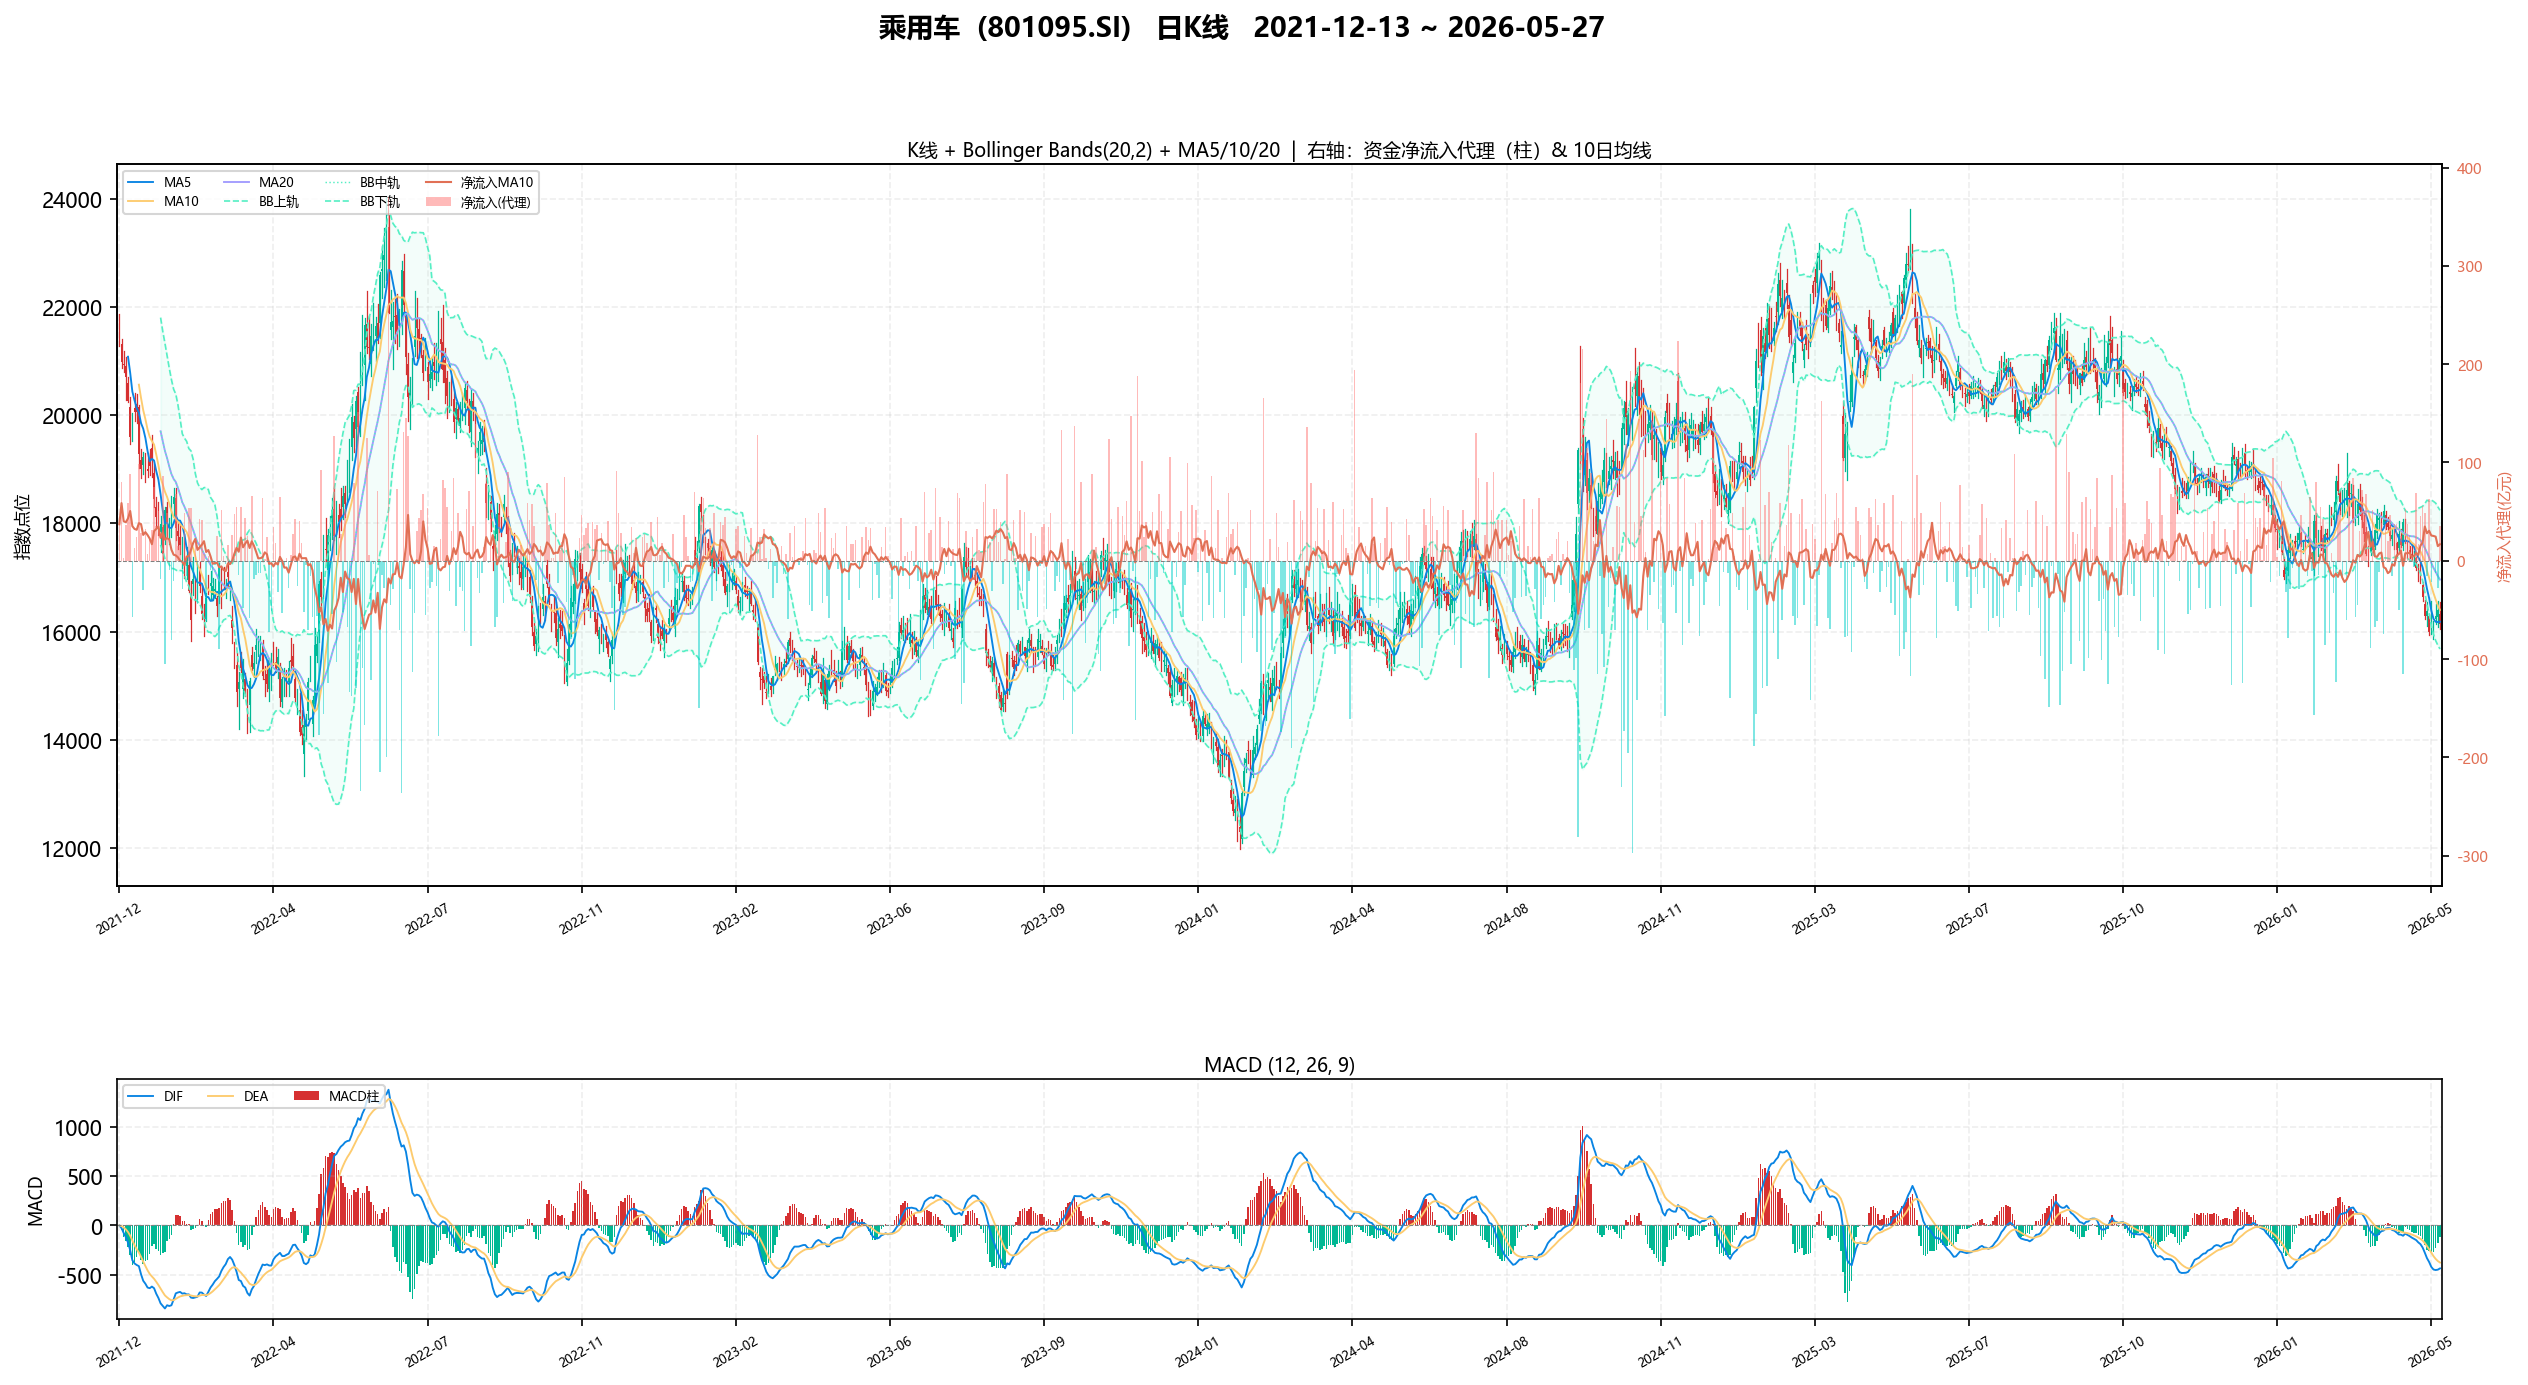 乘用车 (801095.SI) 日K线 2021-12-13 ~ 2026-05-27
K线 + Bollinger Bands(20,2) + MA5/10/20 | 右轴：资金净流入代理（柱）& 10日均线
MA5 MA20 BB中轨 净流入MA10
MA10 BB上轨 BB下轨 净流入(代理)
指数点位
24000
22000
20000
18000
16000
14000
12000
400
300
200
100
0
-100
-200
-300
净流入代理(亿元)
2021-12 2022-04 2022-07 2022-11 2023-02 2023-06 2023-09 2024-01 2024-04 2024-08 2024-11 2025-03 2025-07 2025-10 2026-01 2026-05
MACD (12, 26, 9)
DIF DEA MACD柱
MACD
1000
500
0
-500
2021-12 2022-04 2022-07 2022-11 2023-02 2023-06 2023-09 2024-01 2024-04 2024-08 2024-11 2025-03 2025-07 2025-10 2026-01 2026-05